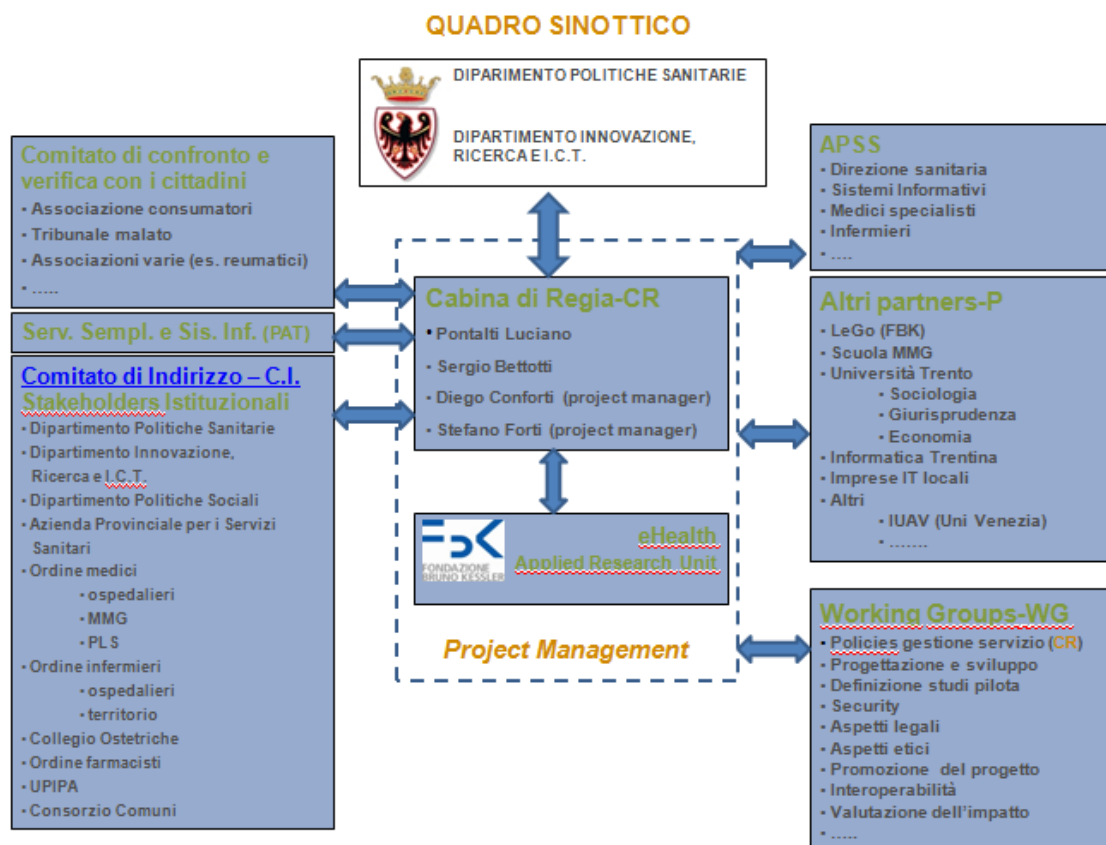 QUADRO SINOTTICO
DIPARIMENTO POLITICHE SANITARIE
DIPARTIMENTO INNOVAZIONE,
RICERCA E I.C.T.
Comitato di confronto e
verifica con i cittadini
▪ Associazione consumatori
▪ Tribunale malato
▪ Associazioni varie (es. reumatici)
▪ .....
Serv. Sempl. e Sis. Inf. (PAT)
Comitato di Indirizzo – C.I.
Stakeholders Istituzionali
▪ Dipartimento Politiche Sanitarie
▪ Dipartimento Innovazione,
Ricerca e I.C.T.
▪ Dipartimento Politiche Sociali
▪ Azienda Provinciale per i Servizi
Sanitari
▪ Ordine medici
▪ ospedalieri
▪ MMG
▪ PLS
▪ Ordine infermieri
▪ ospedalieri
▪ territorio
▪ Collegio Ostetriche
▪ Ordine farmacisti
▪ UPIPA
▪ Consorzio Comuni
Cabina di Regia-CR
▪ Pontalti Luciano
▪ Sergio Bettotti
▪ Diego Conforti (project manager)
▪ Stefano Forti (project manager)
FBK
FONDAZIONE
BRUNO KESSLER
eHealth
Applied Research Unit
Project Management
APSS
▪ Direzione sanitaria
▪ Sistemi Informativi
▪ Medici specialisti
▪ Infermieri
▪ ....
Altri partners-P
▪ LeGo (FBK)
▪ Scuola MMG
▪ Università Trento
▪ Sociologia
▪ Giurisprudenza
▪ Economia
▪ Informatica Trentina
▪ Imprese IT locali
▪ Altri
▪ IUAV (Uni Venezia)
▪ .......
Working Groups-WG
▪ Policies gestione servizio (CR)
▪ Progettazione e sviluppo
▪ Definizione studi pilota
▪ Security
▪ Aspetti legali
▪ Aspetti etici
▪ Promozione del progetto
▪ Interoperabilità
▪ Valutazione dell'impatto
▪ .....